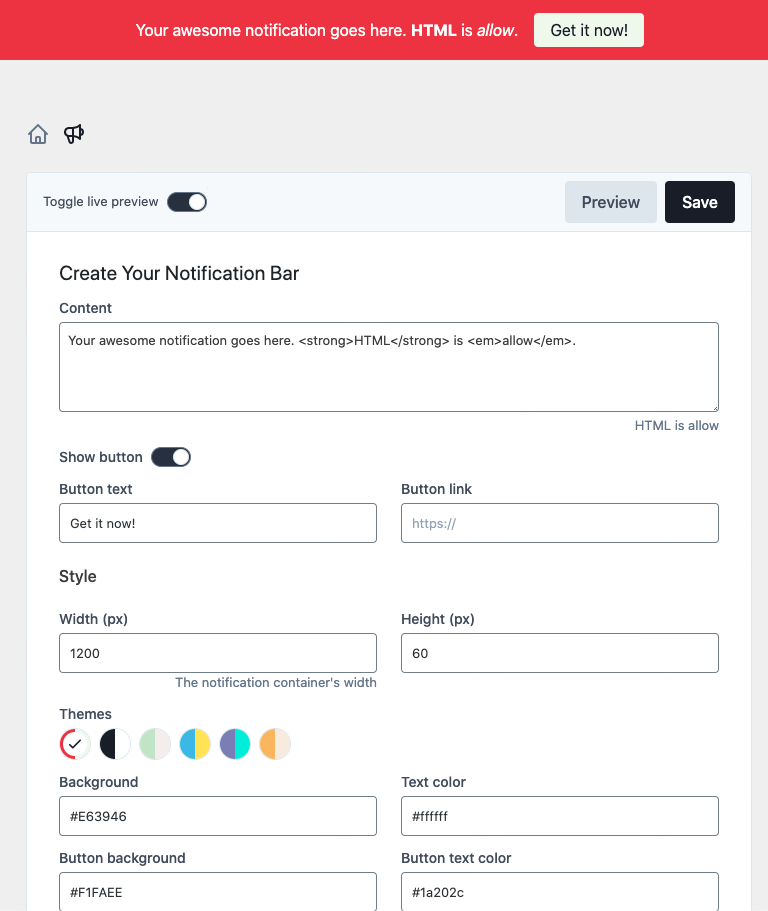 Your awesome notification goes here. HTML is allow.
Get it now!
Toggle live preview
Preview
Save
Create Your Notification Bar
Content
Your awesome notification goes here. <strong>HTML</strong> is <em>allow</em>.
HTML is allow
Show button
Button text
Button link
Get it now!
https://
Style
Width (px)
Height (px)
1200
60
The notification container's width
Themes
Background
Text color
#E63946
#ffffff
Button background
Button text color
#F1FAEE
#1a202c